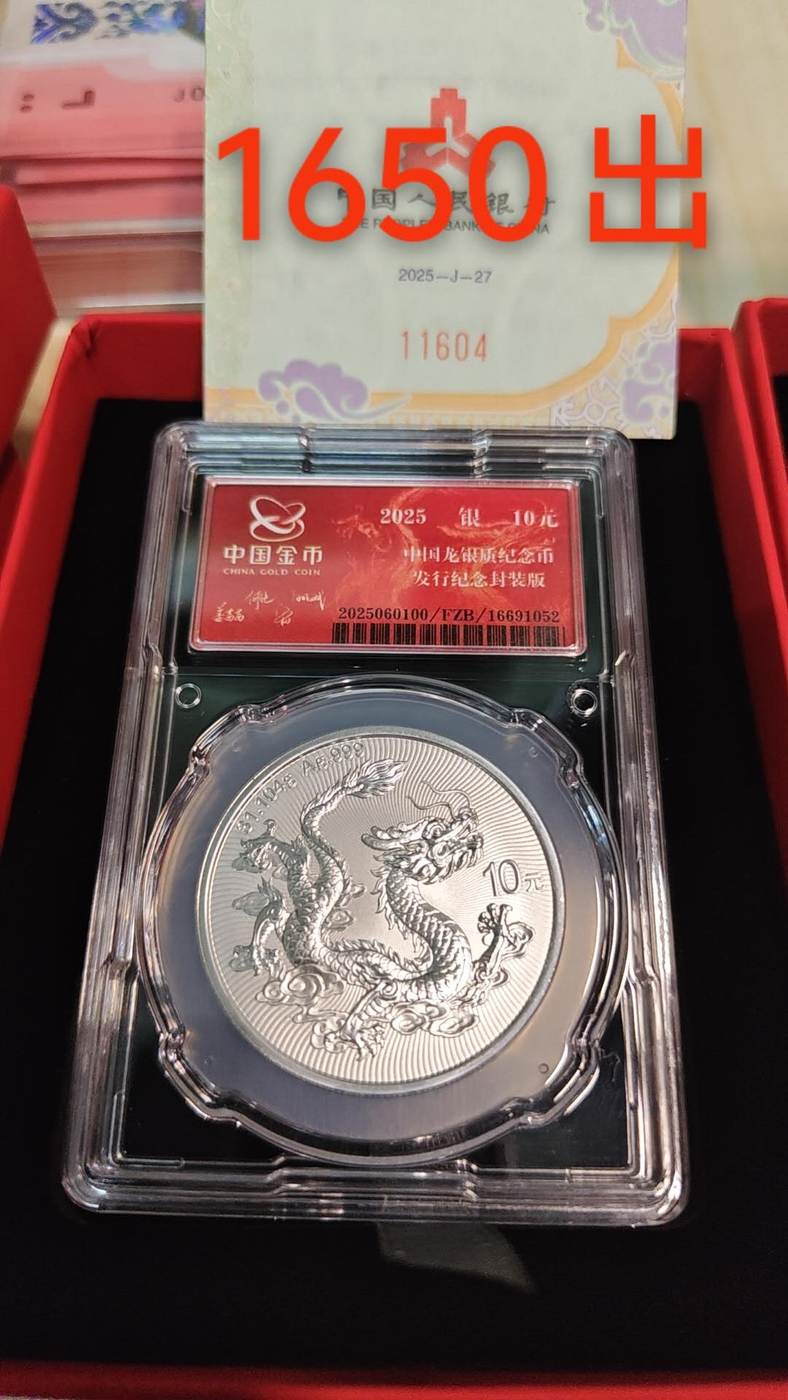 1650 出
2025—J—27
11604
2025 银 10元
中国金币
CHINA GOLD COIN
中国龙银质纪念币
发行纪念封装版
2025060100/FZB/16691052
31.104g Ag.999
10元